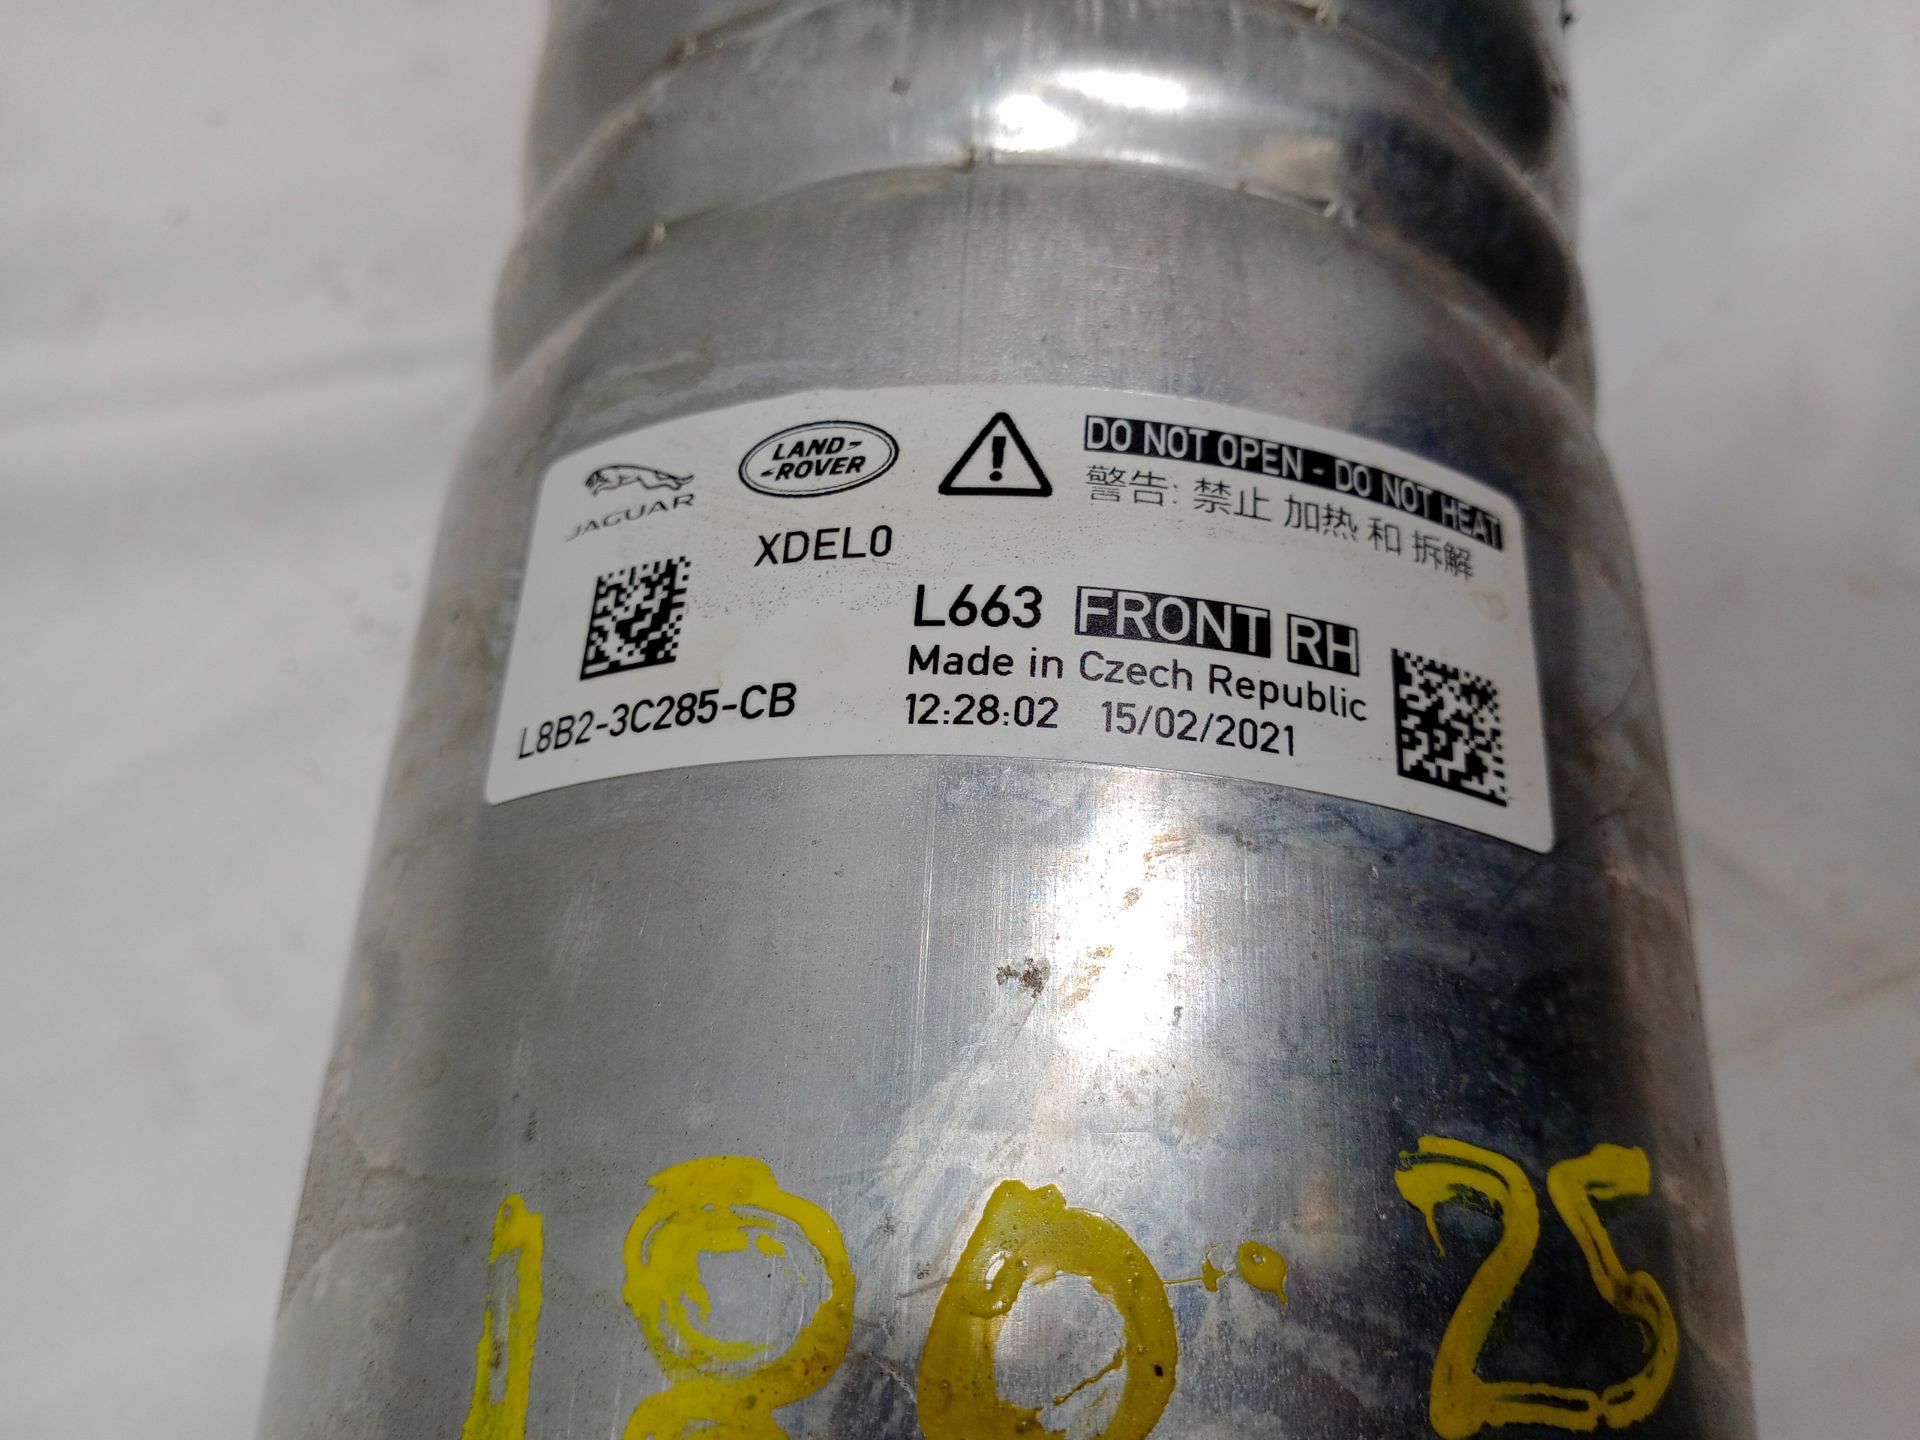 JAGUAR
LAND-
-ROVER
DO NOT OPEN - DO NOT HEAT
警告: 禁止 加热 和 拆解
XDEL0
L663 FRONT RH
Made in Czech Republic
L8B2-3C285-CB
12:28:02 15/02/2021
180.25